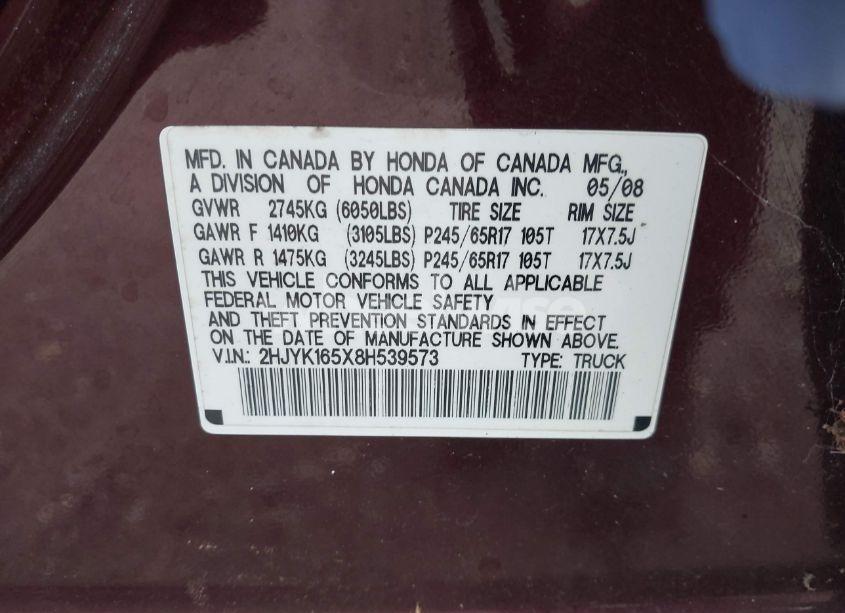 MFD. IN CANADA BY HONDA OF CANADA MFG.,
A DIVISION OF HONDA CANADA INC. 05/08
GVWR 2745KG (6050LBS) TIRE SIZE RIM SIZE
GAWR F 1410KG (3105LBS) P245/65R17 105T 17X7.5J
GAWR R 1475KG (3245LBS) P245/65R17 105T 17X7.5J
THIS VEHICLE CONFORMS TO ALL APPLICABLE
FEDERAL MOTOR VEHICLE SAFETY
AND THEFT PREVENTION STANDARDS IN EFFECT
ON THE DATE OF MANUFACTURE SHOWN ABOVE.
V.I.N.: 2HJYK165X8H539573 TYPE: TRUCK